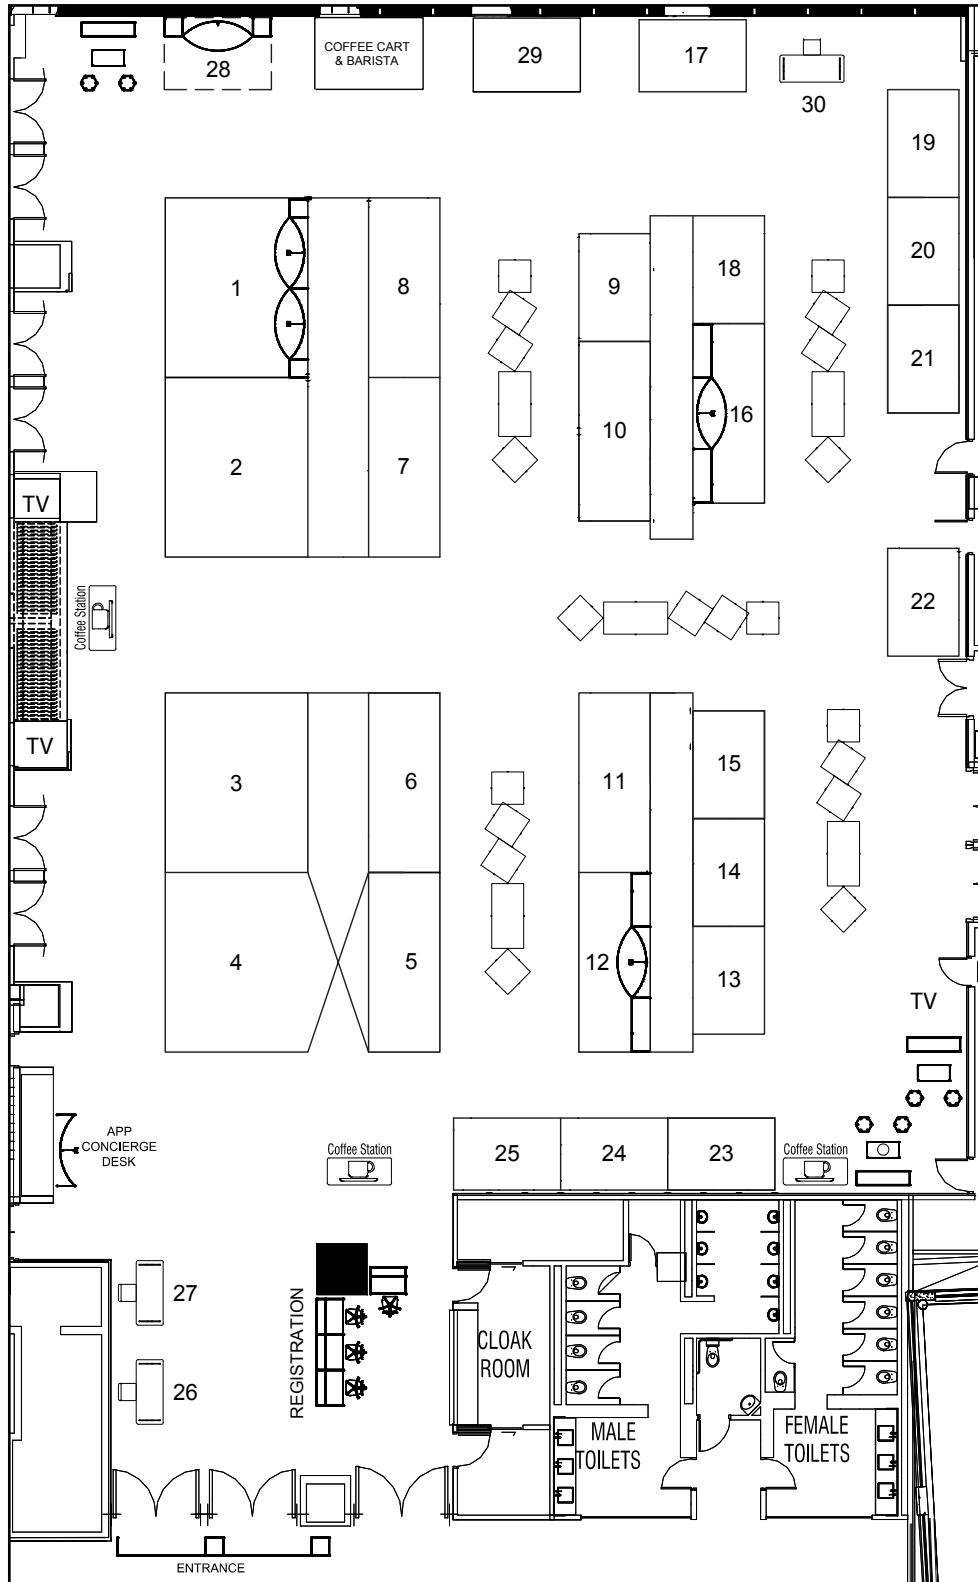 COFFEE CART
& BARISTA
28
29
17
30
19
1
8
9
18
20
21
2
7
10
16
TV
Coffee Station
22
TV
3
6
11
15
14
4
5
12
13
TV
APP
CONCIERGE
DESK
Coffee Station
25
24
23
Coffee Station
27
26
REGISTRATION
CLOAK
ROOM
MALE
TOILETS
FEMALE
TOILETS
ENTRANCE